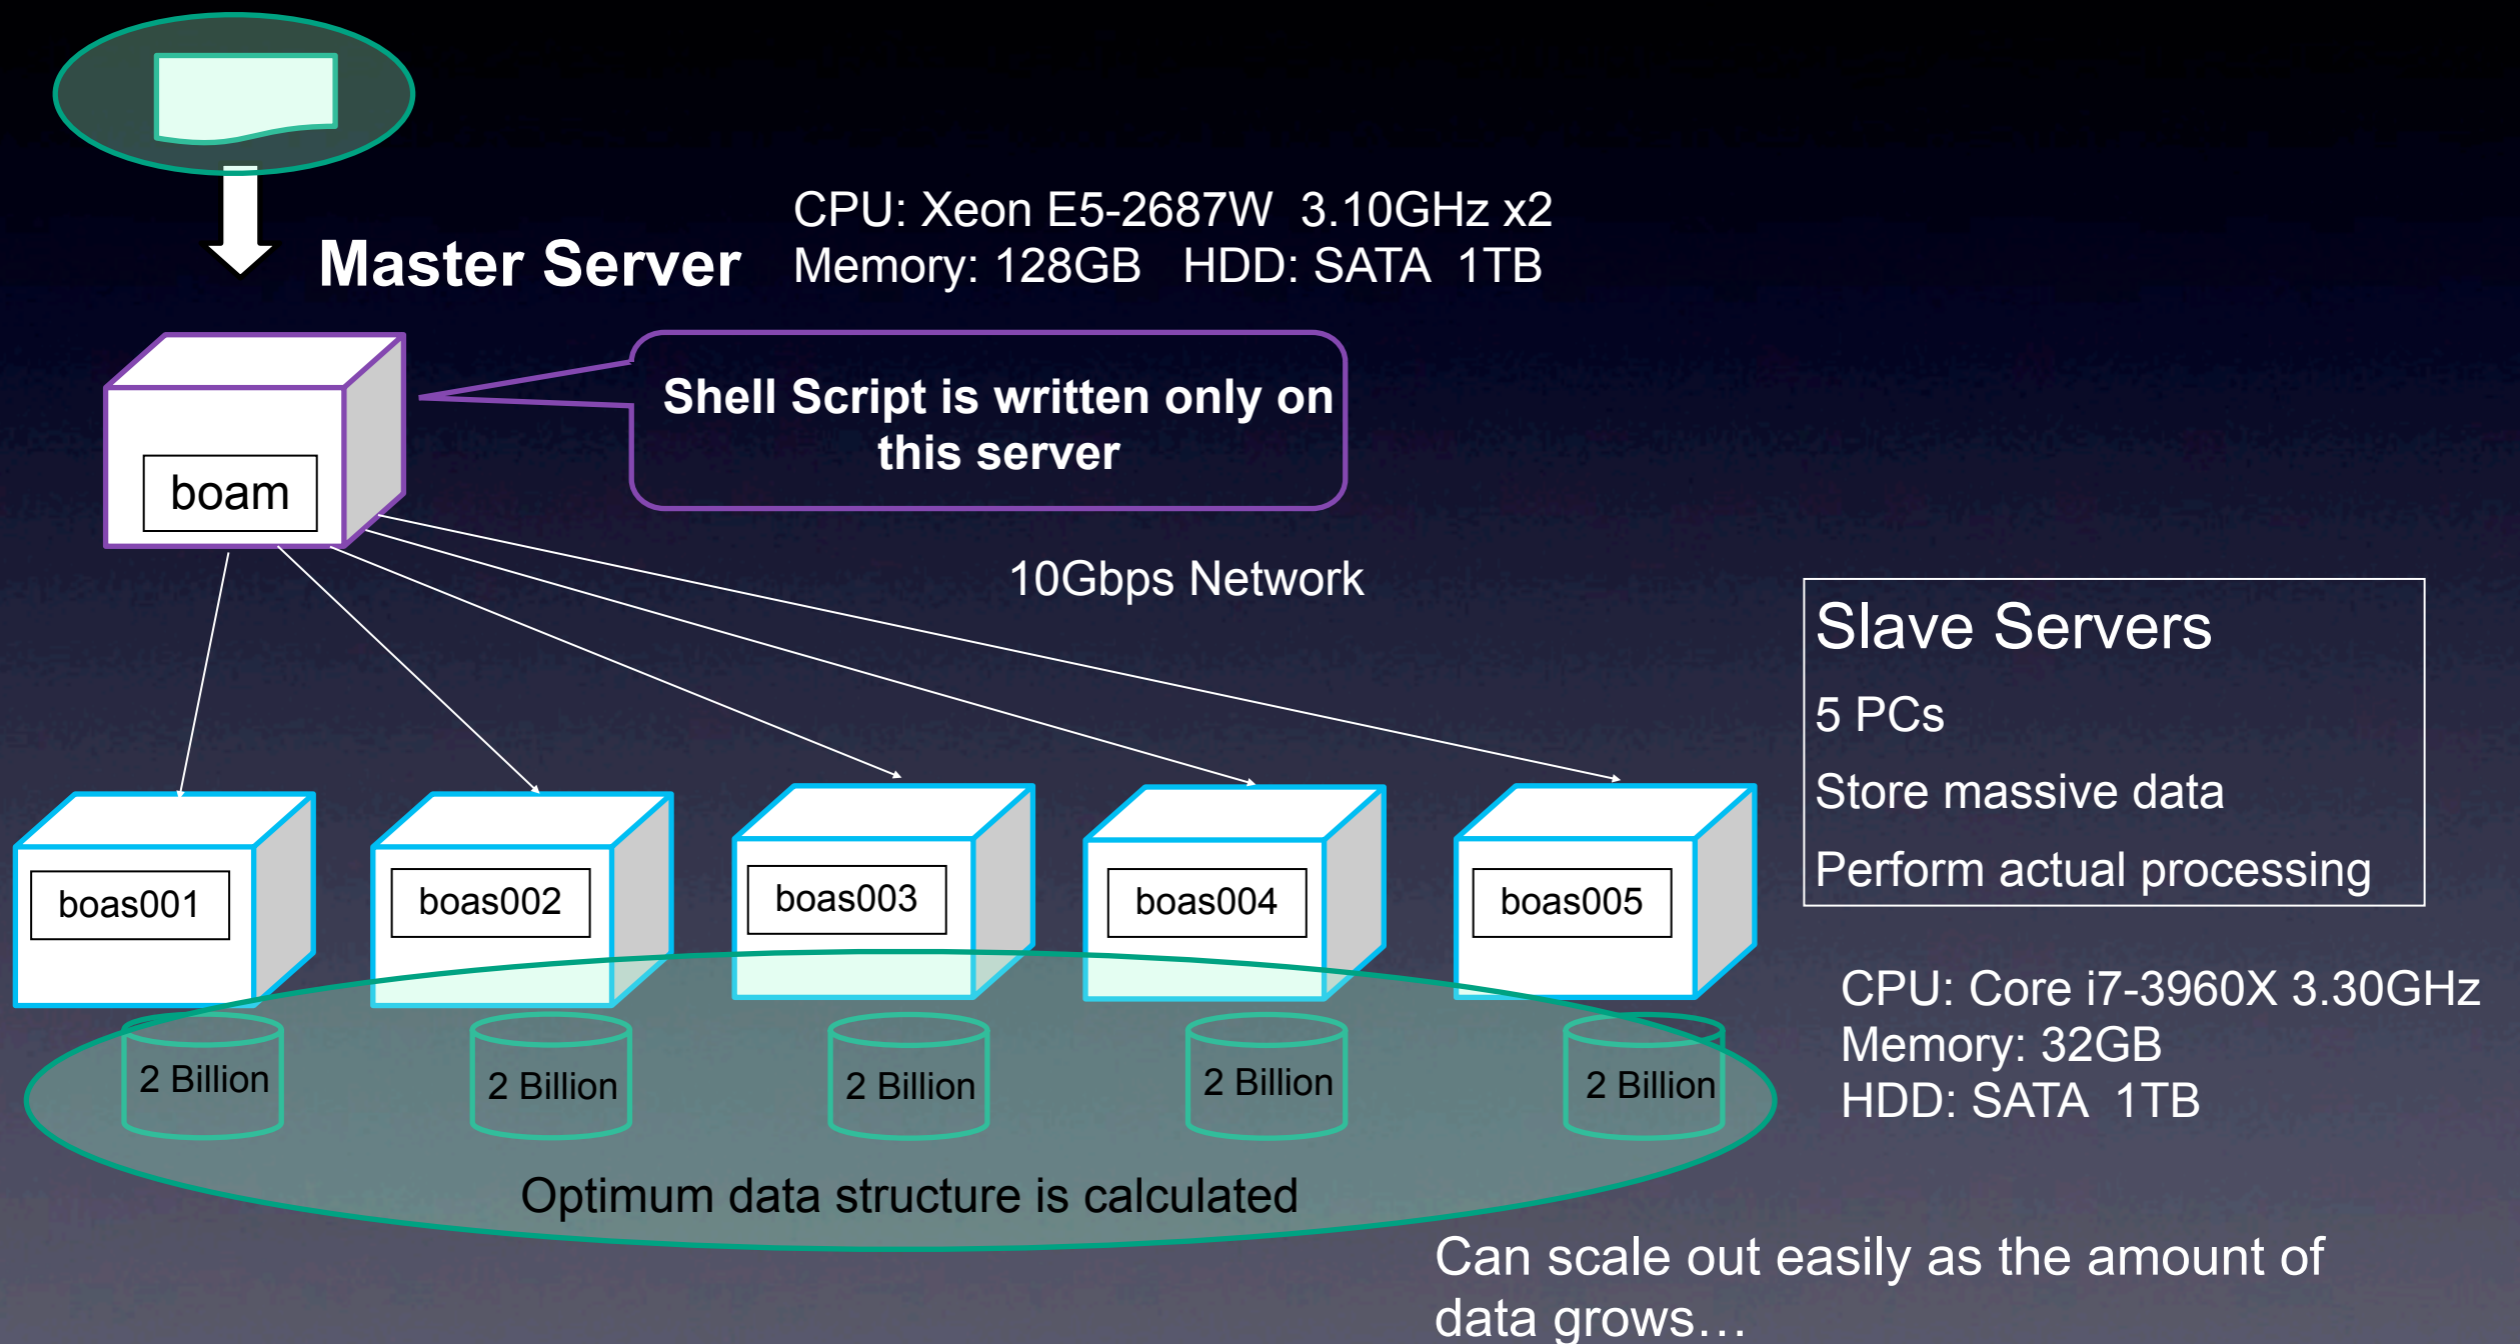 CPU: Xeon E5-2687W 3.10GHz x2
Master Server
Memory: 128GB HDD: SATA 1TB
Shell Script is written only on
this server
boam
10Gbps Network
Slave Servers
5 PCs
Store massive data
Perform actual processing
boas001
boas002
boas003
boas004
boas005
CPU: Core i7-3960X 3.30GHz
Memory: 32GB
HDD: SATA 1TB
2 Billion
2 Billion
2 Billion
2 Billion
2 Billion
Optimum data structure is calculated
Can scale out easily as the amount of
data grows…